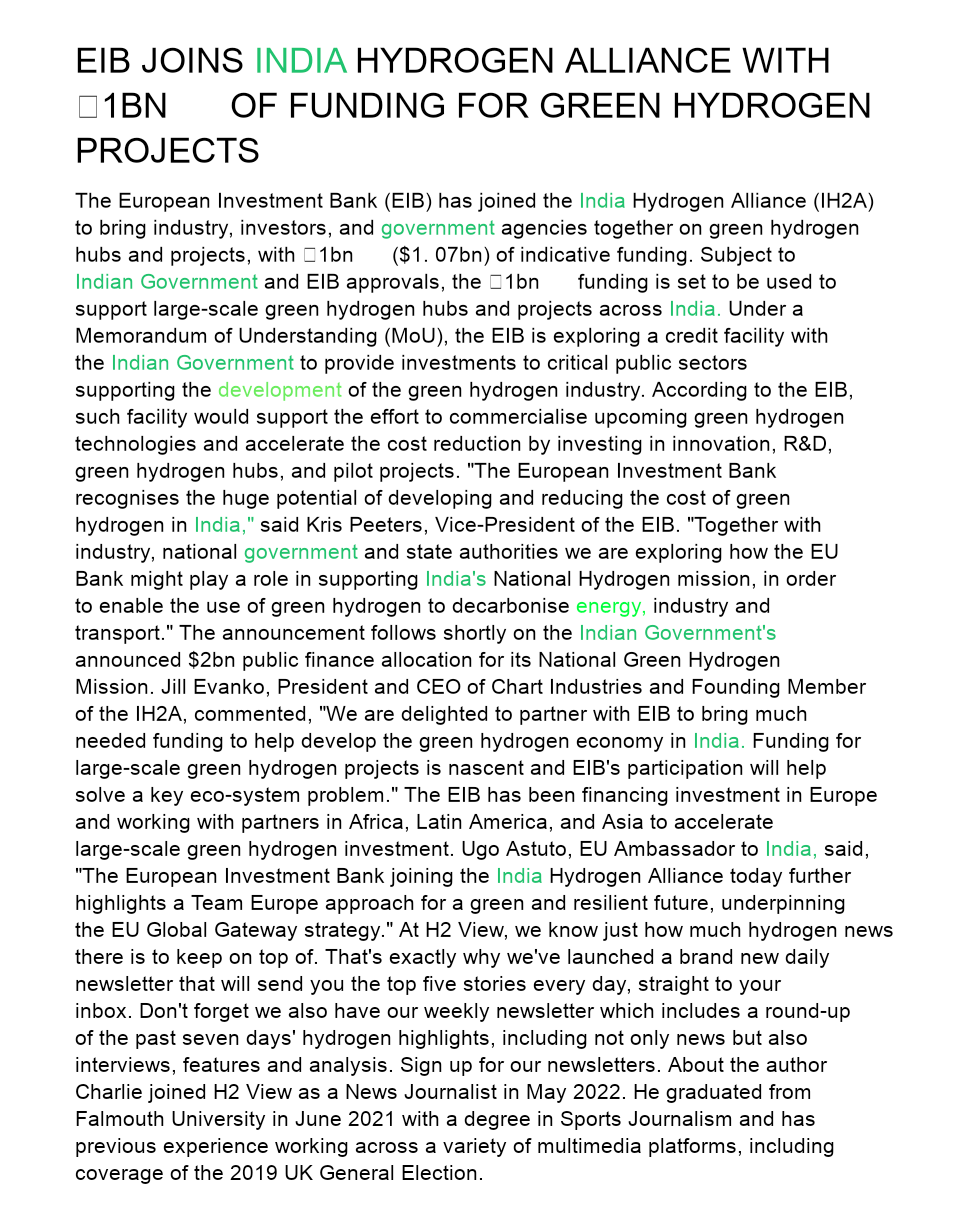 EIB JOINS INDIA HYDROGEN ALLIANCE WITH
□1BN OF FUNDING FOR GREEN HYDROGEN
PROJECTS
The European Investment Bank (EIB) has joined the India Hydrogen Alliance (IH2A)
to bring industry, investors, and government agencies together on green hydrogen
hubs and projects, with □1bn ($1. 07bn) of indicative funding. Subject to
Indian Government and EIB approvals, the □1bn funding is set to be used to
support large-scale green hydrogen hubs and projects across India. Under a
Memorandum of Understanding (MoU), the EIB is exploring a credit facility with
the Indian Government to provide investments to critical public sectors
supporting the development of the green hydrogen industry. According to the EIB,
such facility would support the effort to commercialise upcoming green hydrogen
technologies and accelerate the cost reduction by investing in innovation, R&D,
green hydrogen hubs, and pilot projects. "The European Investment Bank
recognises the huge potential of developing and reducing the cost of green
hydrogen in India," said Kris Peeters, Vice-President of the EIB. "Together with
industry, national government and state authorities we are exploring how the EU
Bank might play a role in supporting India's National Hydrogen mission, in order
to enable the use of green hydrogen to decarbonise energy, industry and
transport." The announcement follows shortly on the Indian Government's
announced $2bn public finance allocation for its National Green Hydrogen
Mission. Jill Evanko, President and CEO of Chart Industries and Founding Member
of the IH2A, commented, "We are delighted to partner with EIB to bring much
needed funding to help develop the green hydrogen economy in India. Funding for
large-scale green hydrogen projects is nascent and EIB's participation will help
solve a key eco-system problem." The EIB has been financing investment in Europe
and working with partners in Africa, Latin America, and Asia to accelerate
large-scale green hydrogen investment. Ugo Astuto, EU Ambassador to India, said,
"The European Investment Bank joining the India Hydrogen Alliance today further
highlights a Team Europe approach for a green and resilient future, underpinning
the EU Global Gateway strategy." At H2 View, we know just how much hydrogen news
there is to keep on top of. That's exactly why we've launched a brand new daily
newsletter that will send you the top five stories every day, straight to your
inbox. Don't forget we also have our weekly newsletter which includes a round-up
of the past seven days' hydrogen highlights, including not only news but also
interviews, features and analysis. Sign up for our newsletters. About the author
Charlie joined H2 View as a News Journalist in May 2022. He graduated from
Falmouth University in June 2021 with a degree in Sports Journalism and has
previous experience working across a variety of multimedia platforms, including
coverage of the 2019 UK General Election.